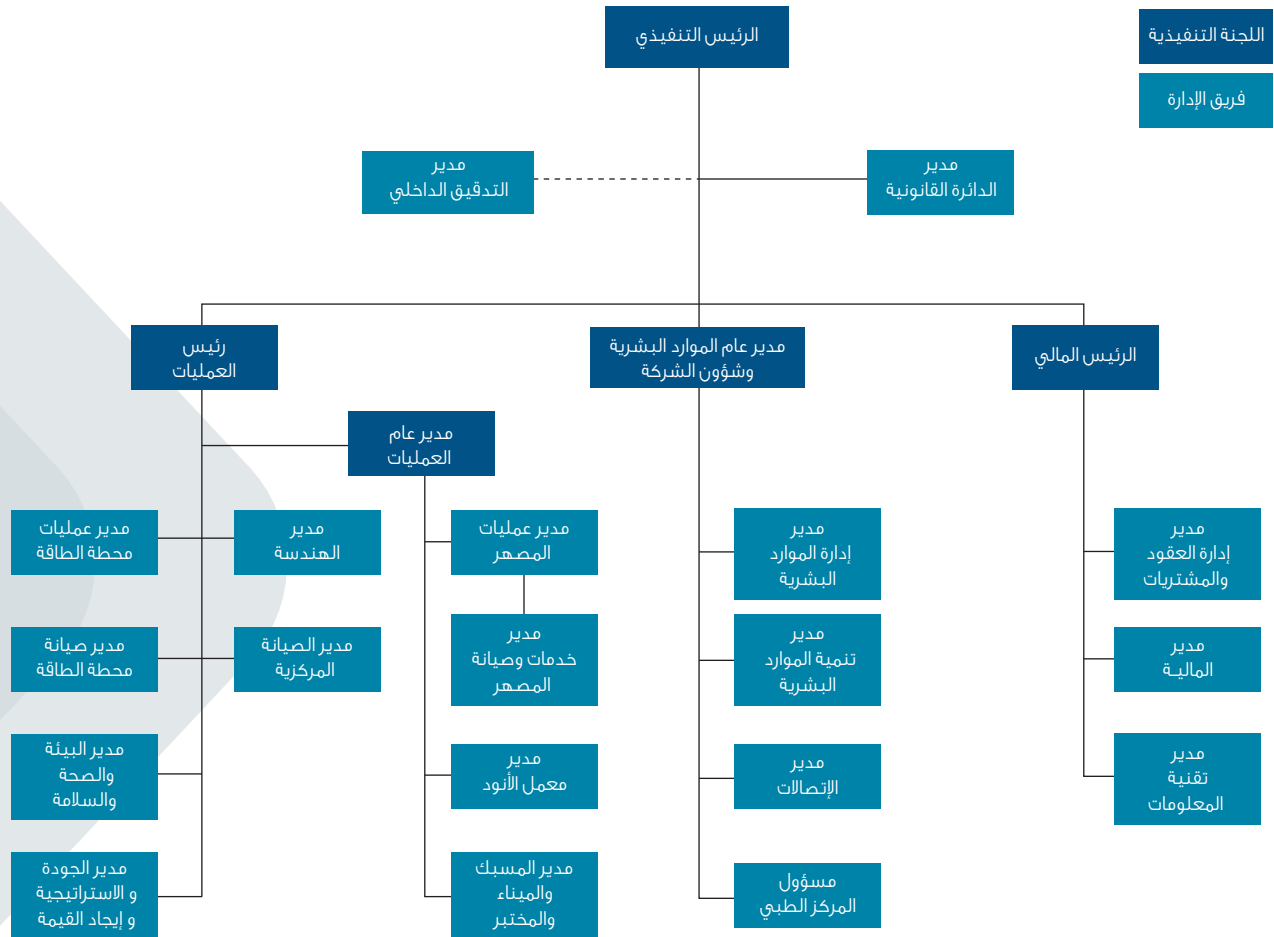 اللجنة التنفيذية
فريق الإدارة
الرئيس التنفيذي
مدير
الدائرة القانونية
مدير
التدقيق الداخلي
الرئيس المالي
مدير عام الموارد البشرية
وشؤون الشركة
رئيس
العمليات
مدير عام
العمليات
مدير
إدارة العقود
والمشتريات
مدير
الماليـة
مدير
تقنية
المعلومات
مدير
إدارة الموارد
البشرية
مدير
تنمية الموارد
البشرية
مدير
الإتصالات
مسؤول
المركز الطبي
مدير عمليات
المصهر
مدير
خدمات وصيانة
المصهر
مدير
معمل الأنود
مدير المسبك
والميناء
والمختبر
مدير
الهندسة
مدير الصيانة
المركزية
مدير عمليات
محطة الطاقة
مدير صيانة
محطة الطاقة
مدير البيئة
والصحة
والسلامة
مدير الجودة
و الاستراتيجية
و إيجاد القيمة